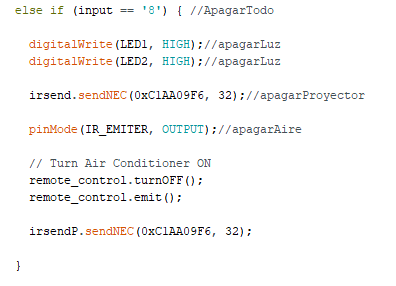 else if (input == '8') { //ApagarTodo
digitalWrite(LED1, HIGH);//apagarLuz
digitalWrite(LED2, HIGH);//apagarLuz
irsend.sendNEC(0xC1AA09F6, 32);//apagarProyector
pinMode(IR_EMITER, OUTPUT);//apagarAire
// Turn Air Conditioner ON
remote_control.turnOFF();
remote_control.emit();
irsendP.sendNEC(0xC1AA09F6, 32);
}